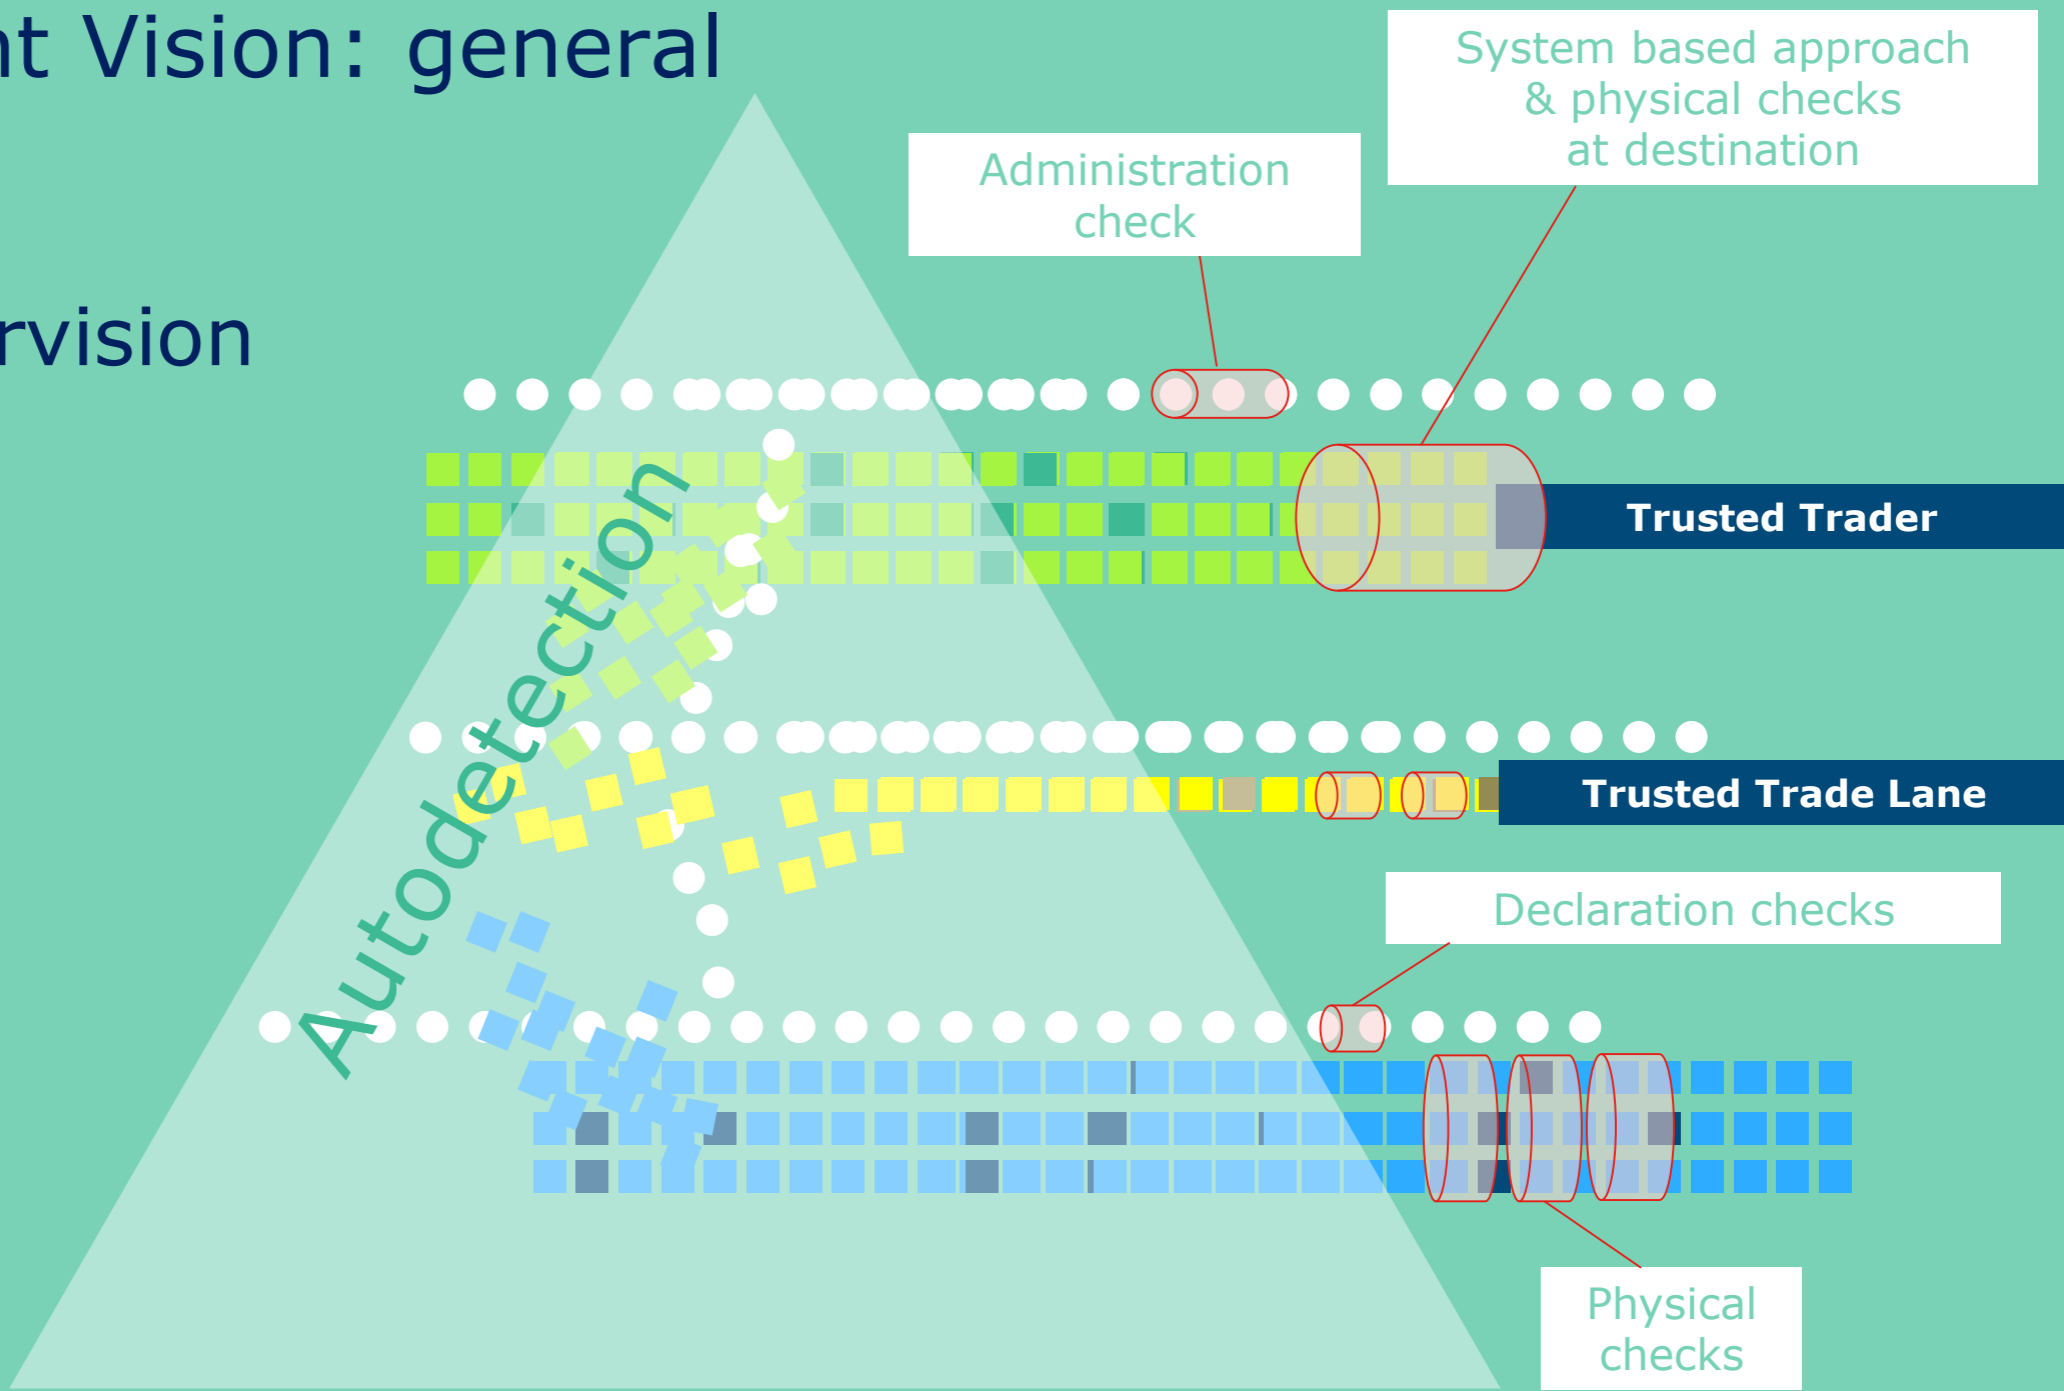 nt Vision: general
System based approach
& physical checks
at destination
Administration
check
rvision
Autodetection
Trusted Trader
Trusted Trade Lane
Declaration checks
Physical
checks